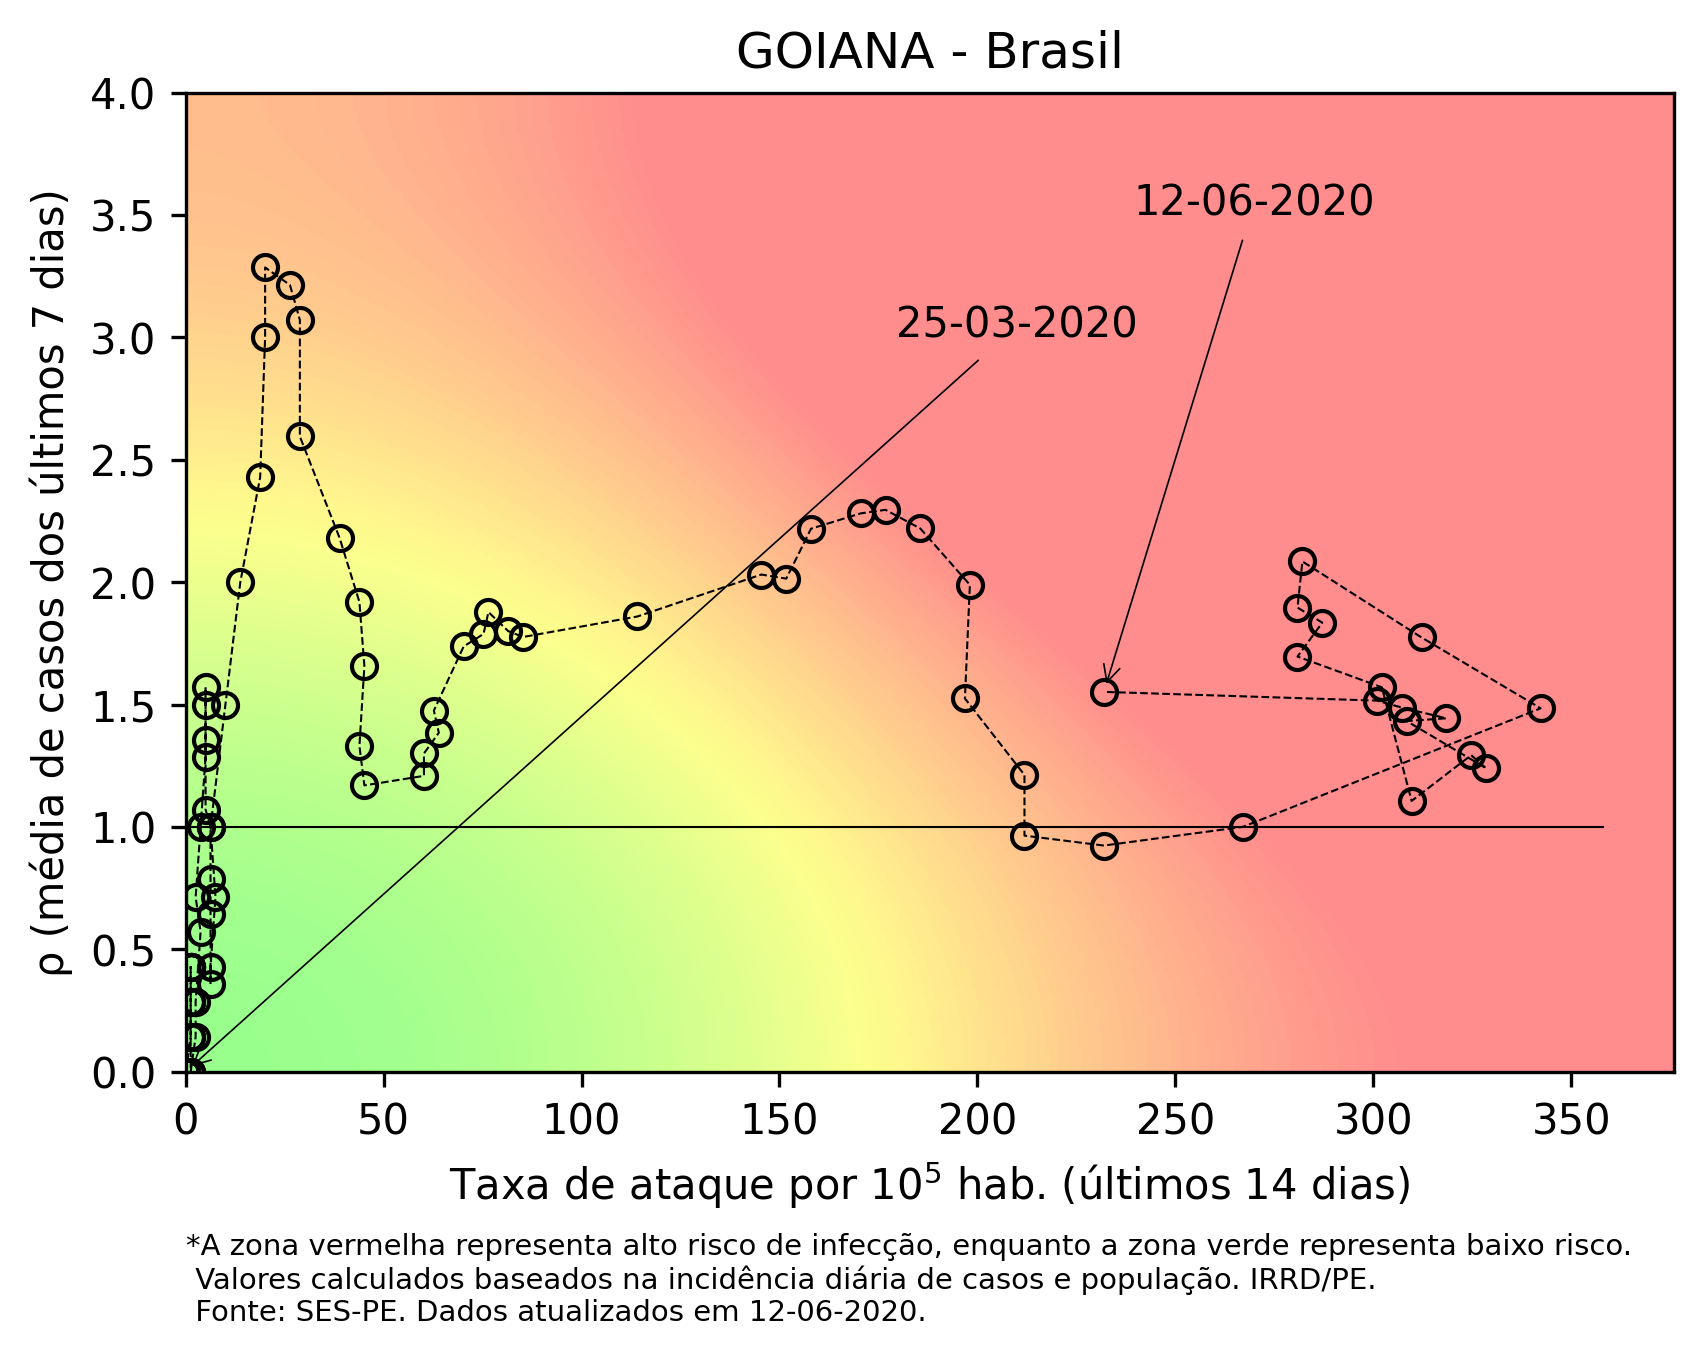 GOIANA - Brasil
4.0
3.5
3.0
2.5
2.0
1.5
1.0
0.5
0.0
ρ (média de casos dos últimos 7 dias)
12-06-2020
25-03-2020
0 50 100 150 200 250 300 350
Taxa de ataque por 10⁵ hab. (últimos 14 dias)
*A zona vermelha representa alto risco de infecção, enquanto a zona verde representa baixo risco.
Valores calculados baseados na incidência diária de casos e população. IRRD/PE.
Fonte: SES-PE. Dados atualizados em 12-06-2020.